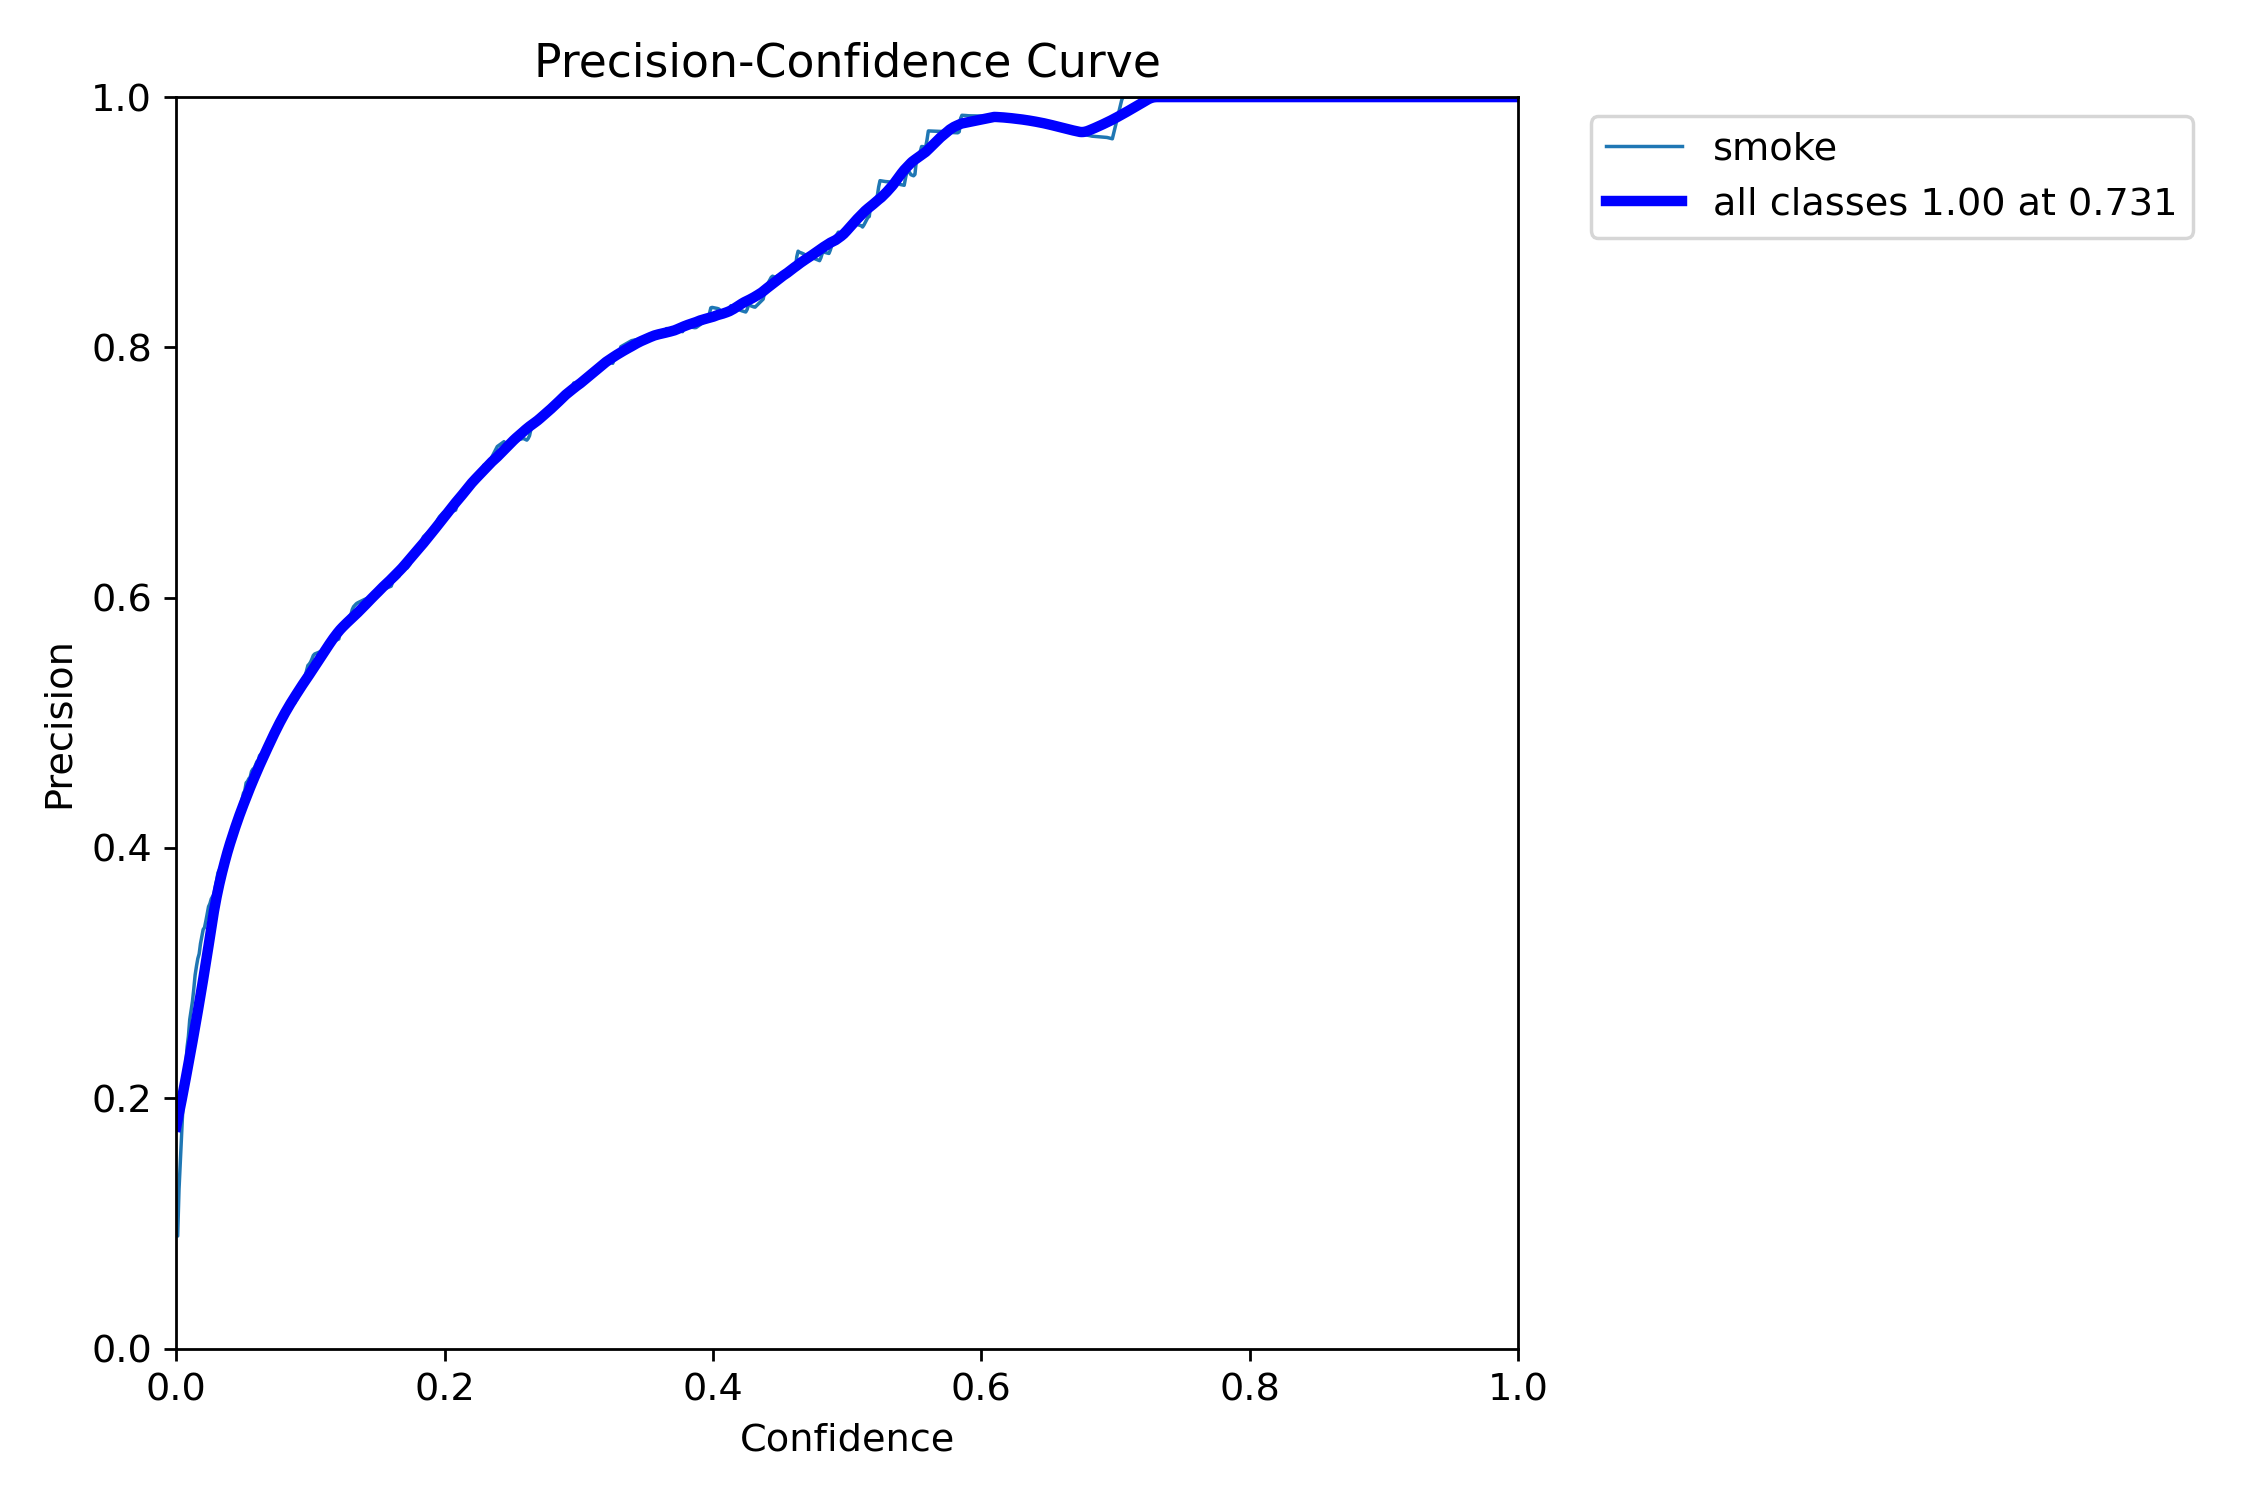 Precision-Confidence Curve
smoke
all classes 1.00 at 0.731
Precision
1.0
0.8
0.6
0.4
0.2
0.0
0.0 0.2 0.4 0.6 0.8 1.0
Confidence